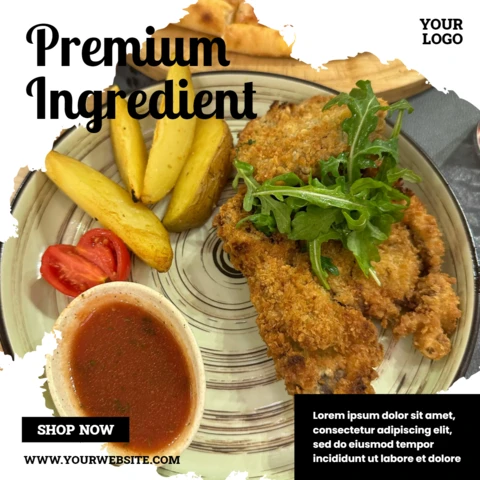 Premium
Ingredient
YOUR
LOGO
SHOP NOW
WWW.YOURWEBSITE.COM
Lorem ipsum dolor sit amet,
consectetur adipiscing elit,
sed do eiusmod tempor
incididunt ut labore et dolore